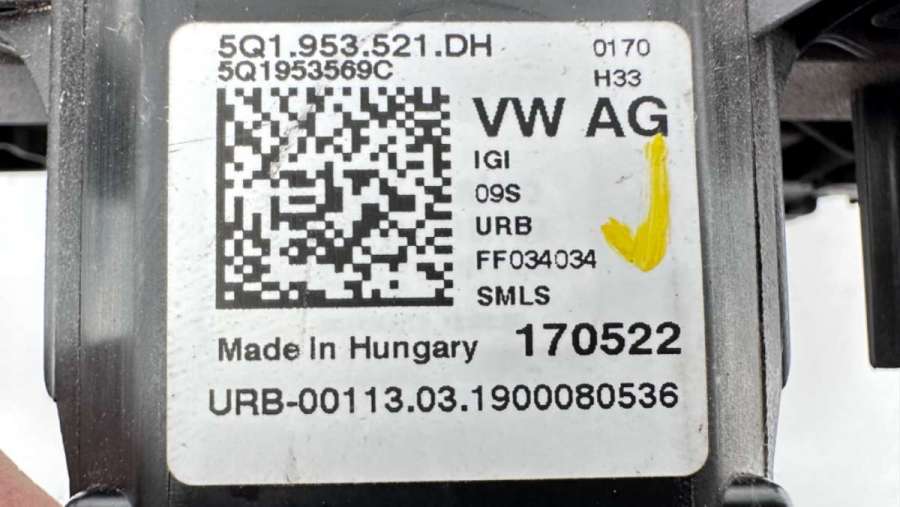 5Q1.953.521.DH
5Q1953569C
0170
H33
VW AG
IGI
09S
URB
FF034034
SMLS
Made In Hungary 170522
URB-00113.03.1900080536